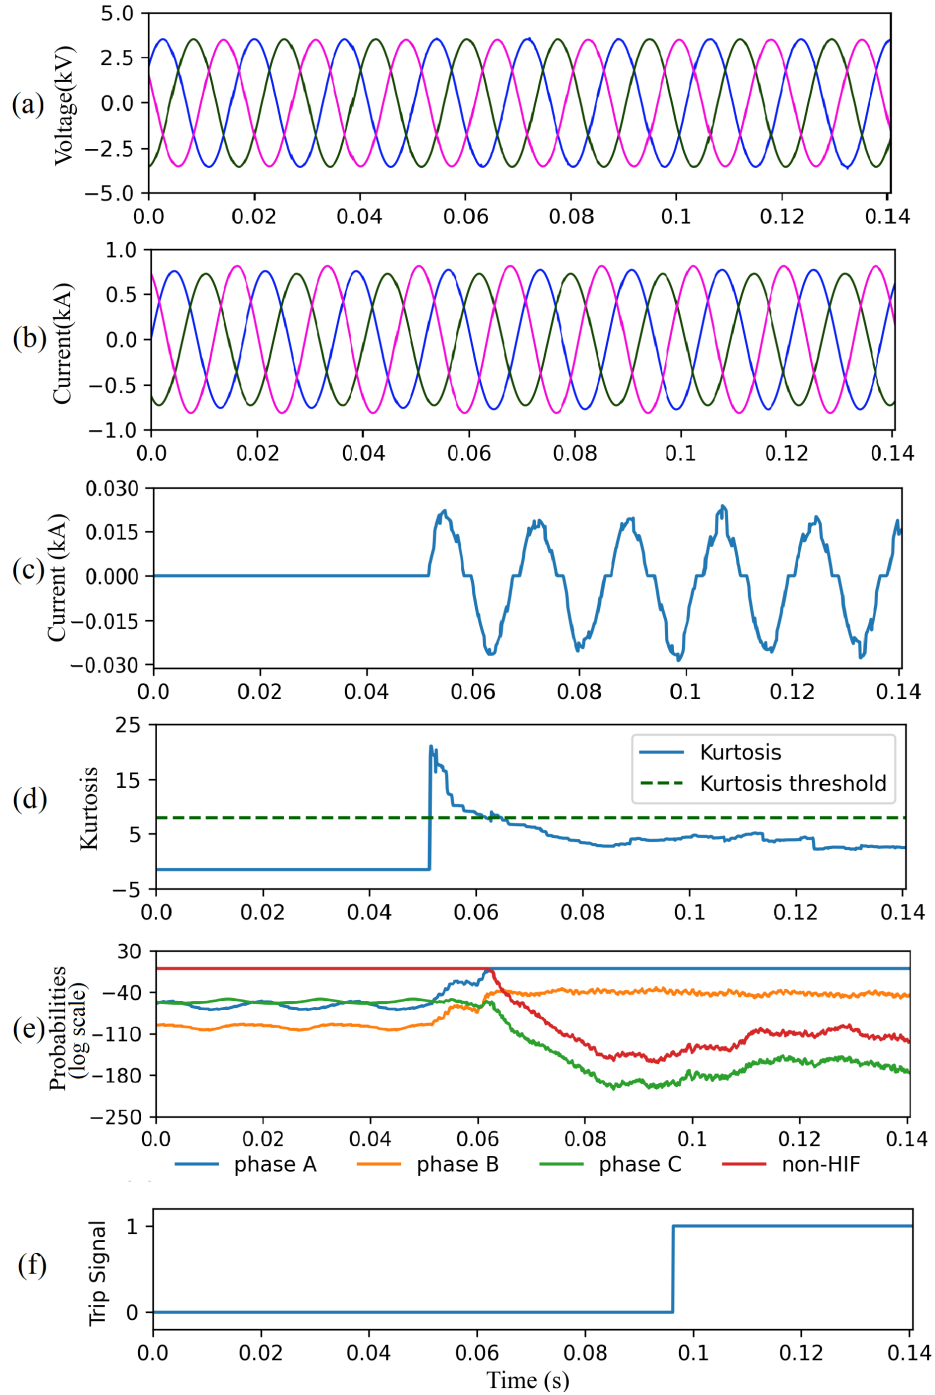 (a)
Voltage(kV)
5.0
2.5
0.0
−2.5
−5.0
0.0 0.02 0.04 0.06 0.08 0.1 0.12 0.14
(b)
Current(kA)
1.0
0.5
0.0
−0.5
−1.0
0.0 0.02 0.04 0.06 0.08 0.1 0.12 0.14
(c)
Current (kA)
0.030
0.015
0.000
−0.015
−0.030
0.0 0.02 0.04 0.06 0.08 0.1 0.12 0.14
(d)
Kurtosis
25
15
5
−5
Kurtosis
Kurtosis threshold
0.0 0.02 0.04 0.06 0.08 0.1 0.12 0.14
(e)
Probabilities
(log scale)
30
−40
−110
−180
−250
0.0 0.02 0.04 0.06 0.08 0.1 0.12 0.14
phase A phase B phase C non-HIF
(f)
Trip Signal
1
0
0.0 0.02 0.04 0.06 0.08 0.1 0.12 0.14
Time (s)